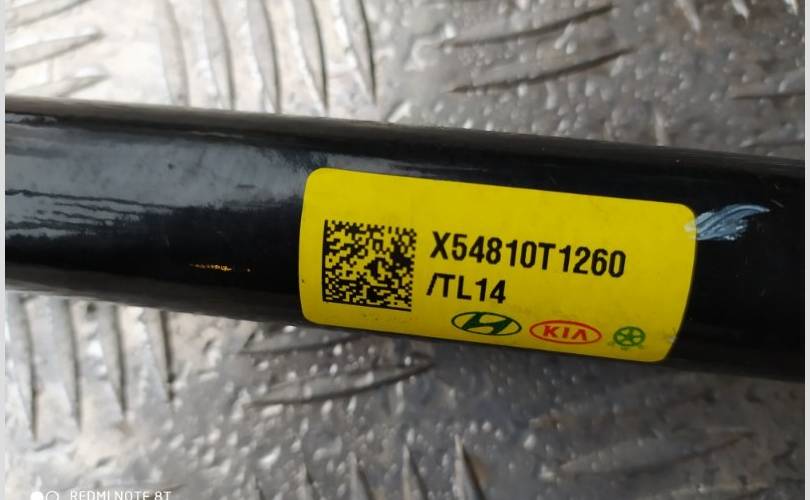 X54810T1260
/TL14
KIA
REDMI NOTE 8T